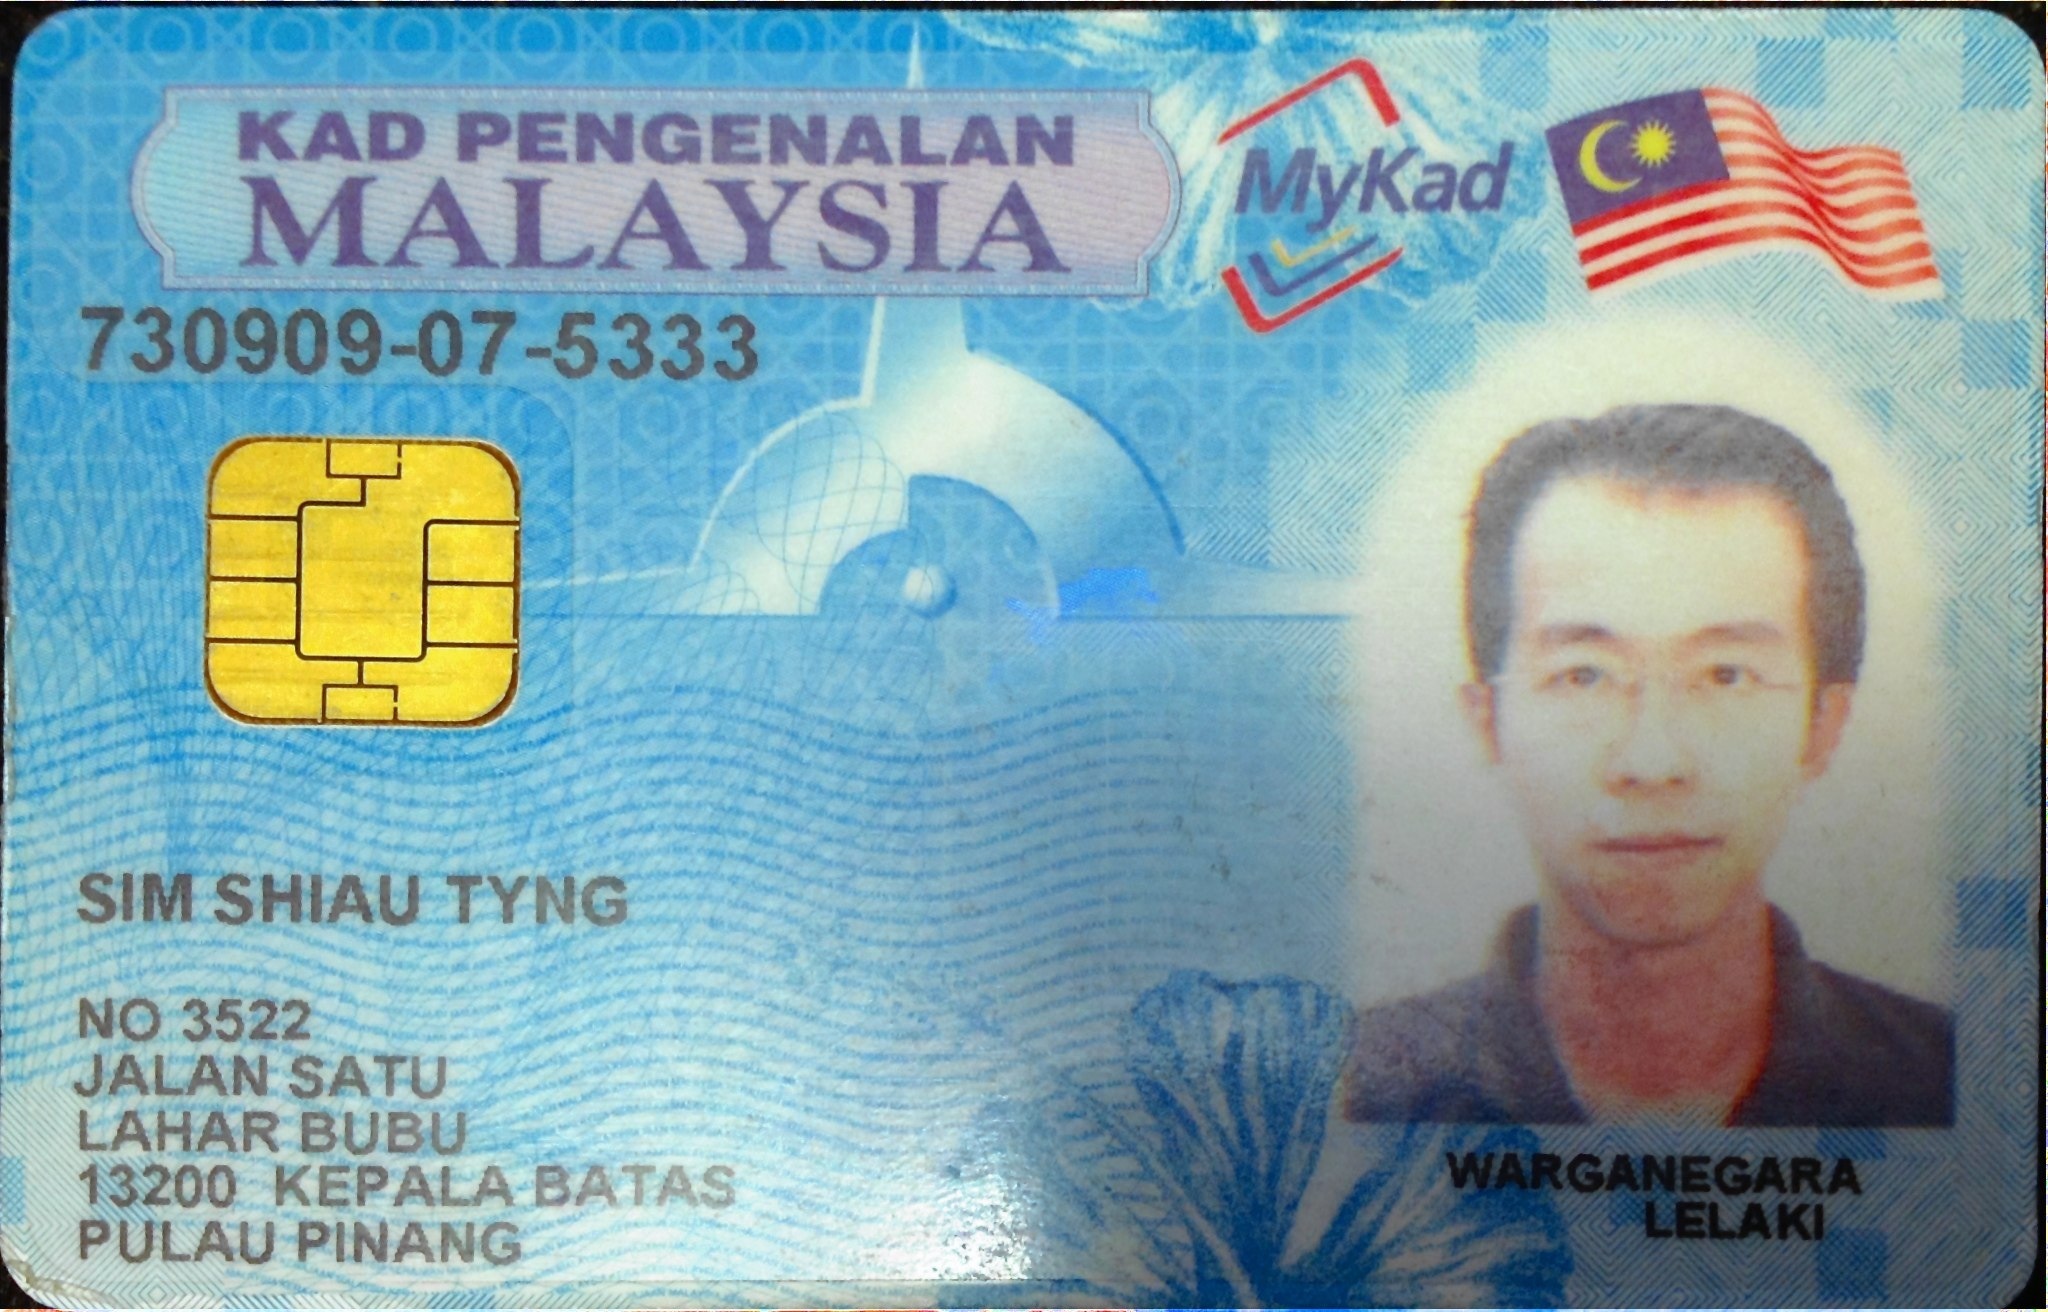 KAD PENGENALAN
MALAYSIA
MyKad
730909-07-5333
SIM SHIAU TYNG
NO 3522
JALAN SATU
LAHAR BUBU
13200 KEPALA BATAS
PULAU PINANG
WARGANEGARA
LELAKI